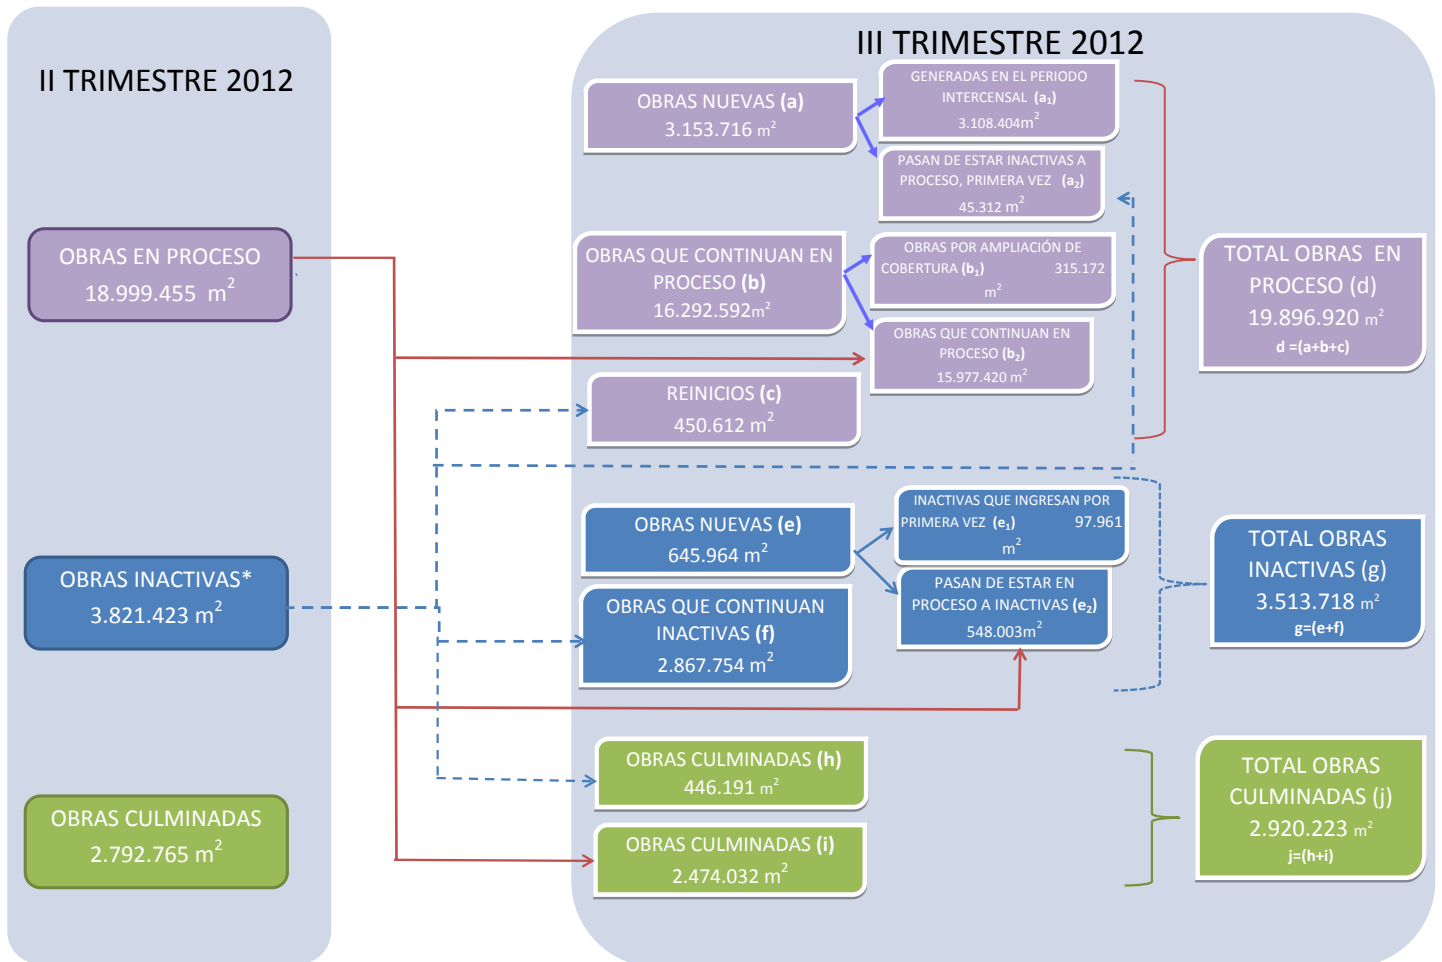 II TRIMESTRE 2012
OBRAS EN PROCESO
18.999.455 m²
OBRAS INACTIVAS*
3.821.423 m²
OBRAS CULMINADAS
2.792.765 m²
III TRIMESTRE 2012
OBRAS NUEVAS (a)
3.153.716 m²
GENERADAS EN EL PERIODO
INTERCENSAL (a₁)
3.108.404m²
PASAN DE ESTAR INACTIVAS A
PROCESO, PRIMERA VEZ (a₂)
45.312 m²
OBRAS QUE CONTINUAN EN
PROCESO (b)
16.292.592m²
OBRAS POR AMPLIACIÓN DE
COBERTURA (b₁) 315.172
m²
OBRAS QUE CONTINUAN EN
PROCESO (b₂)
15.977.420 m²
REINICIOS (c)
450.612 m²
TOTAL OBRAS EN
PROCESO (d)
19.896.920 m²
d =(a+b+c)
OBRAS NUEVAS (e)
645.964 m²
INACTIVAS QUE INGRESAN POR
PRIMERA VEZ (e₁) 97.961
m²
PASAN DE ESTAR EN
PROCESO A INACTIVAS (e₂)
548.003m²
OBRAS QUE CONTINUAN
INACTIVAS (f)
2.867.754 m²
TOTAL OBRAS
INACTIVAS (g)
3.513.718 m²
g=(e+f)
OBRAS CULMINADAS (h)
446.191 m²
OBRAS CULMINADAS (i)
2.474.032 m²
TOTAL OBRAS
CULMINADAS (j)
2.920.223 m²
j=(h+i)